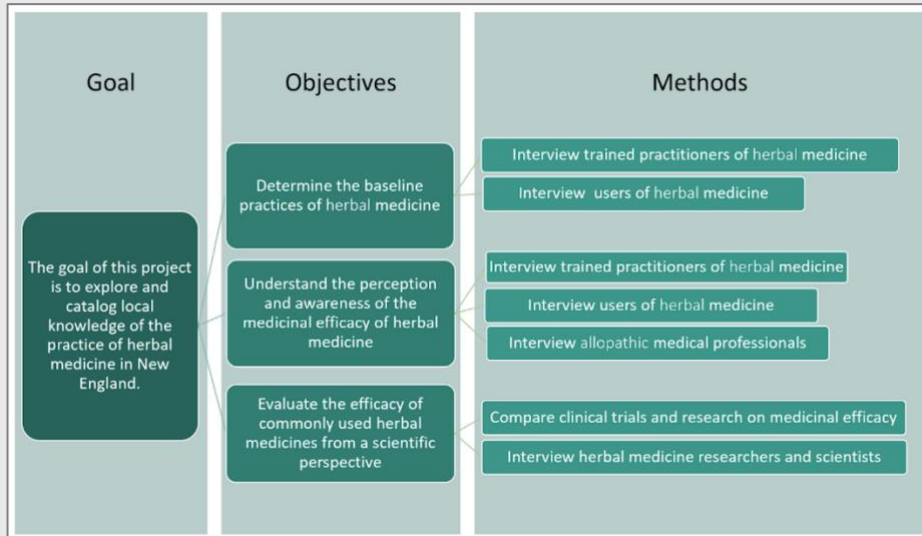 Goal
Objectives
Methods
The goal of this project
is to explore and
catalog local
knowledge of the
practice of herbal
medicine in New
England.
Determine the baseline
practices of herbal medicine
Interview trained practitioners of herbal medicine
Interview users of herbal medicine
Understand the perception
and awareness of the
medicinal efficacy of herbal
medicine
Interview trained practitioners of herbal medicine
Interview users of herbal medicine
Interview allopathic medical professionals
Evaluate the efficacy of
commonly used herbal
medicines from a scientific
perspective
Compare clinical trials and research on medicinal efficacy
Interview herbal medicine researchers and scientists